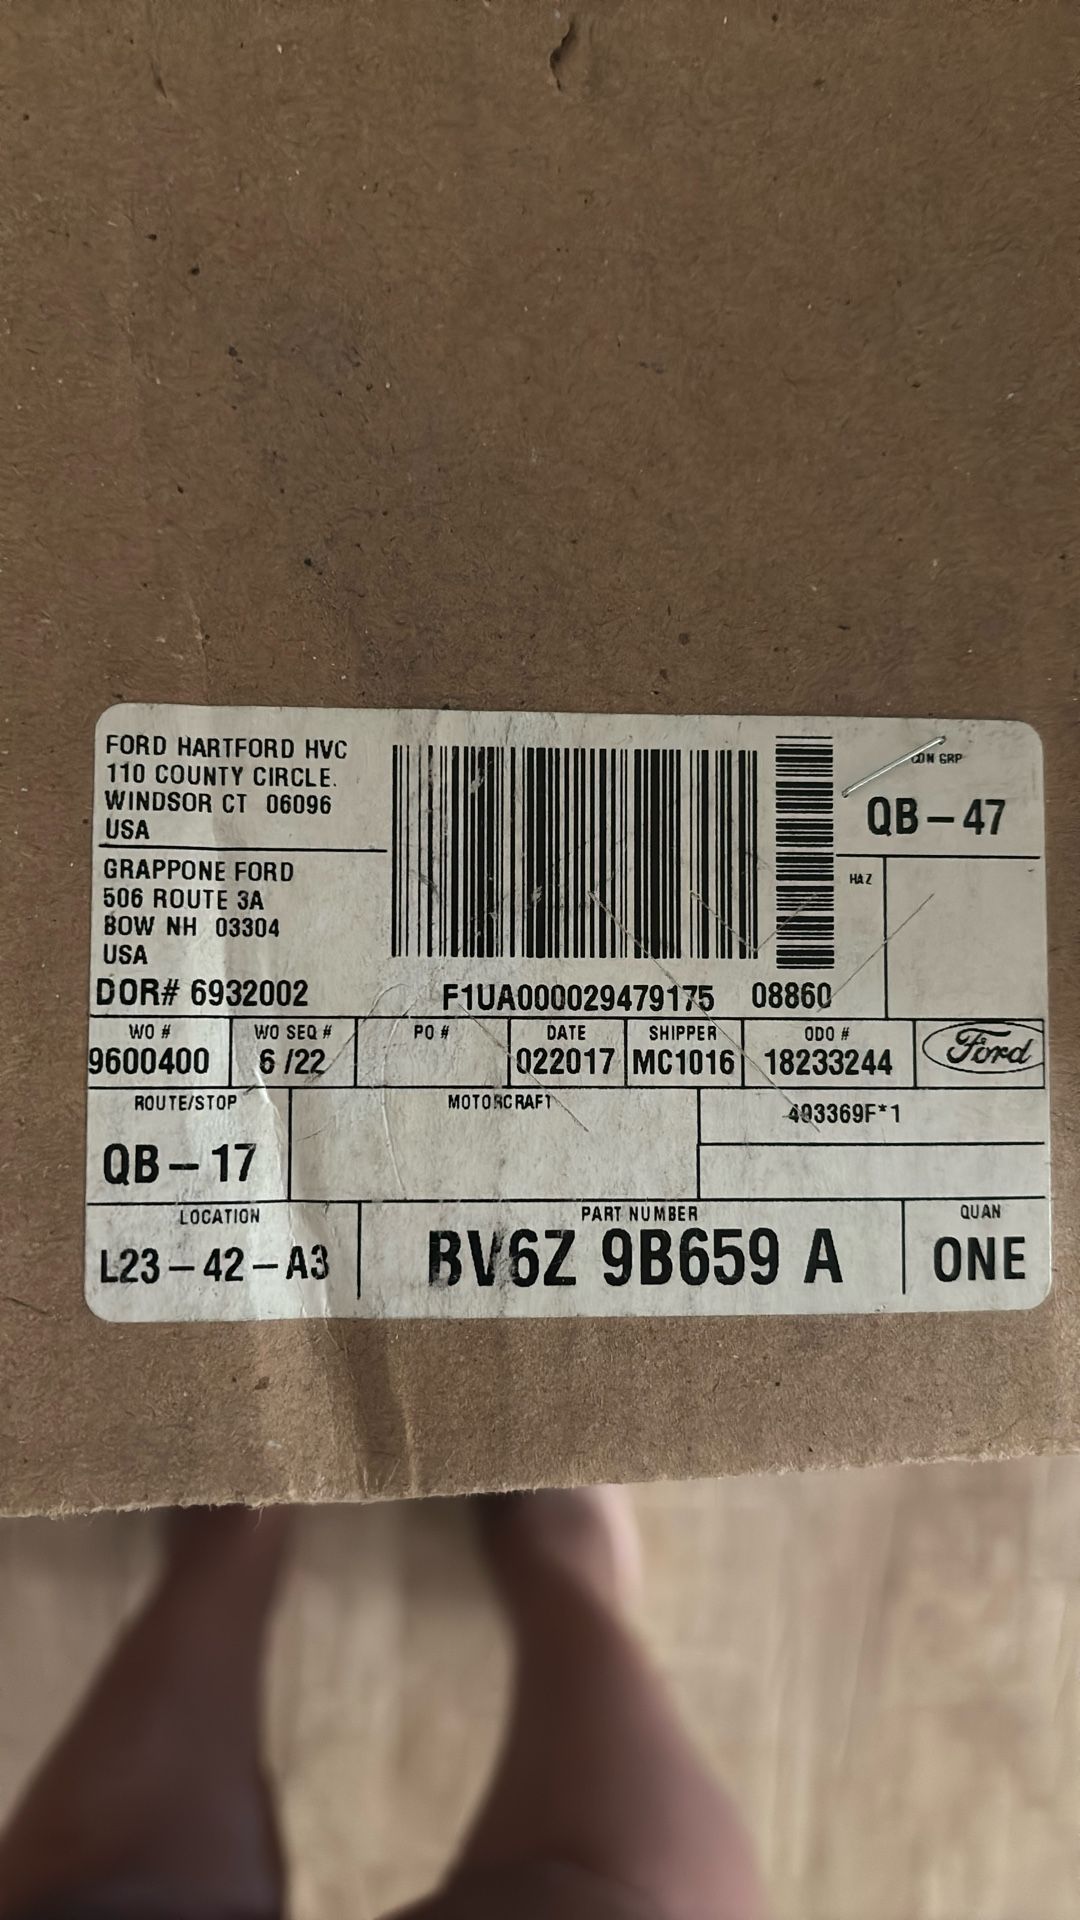 FORD HARTFORD HVC
110 COUNTY CIRCLE.
WINDSOR CT 06096
USA
GRAPPONE FORD
506 ROUTE 3A
BOW NH 03304
USA
DOR# 6932002
F1UA000029479175 08860
CON GRP
QB-47
HAZ
WO #
9600400
WO SEQ #
6 /22
PO #
DATE
022017
SHIPPER
MC1016
ODO #
18233244
Ford
ROUTE/STOP
QB-17
MOTORCRAFT
493369F*1
LOCATION
L23-42-A3
PART NUMBER
BV6Z 9B659 A
QUAN
ONE